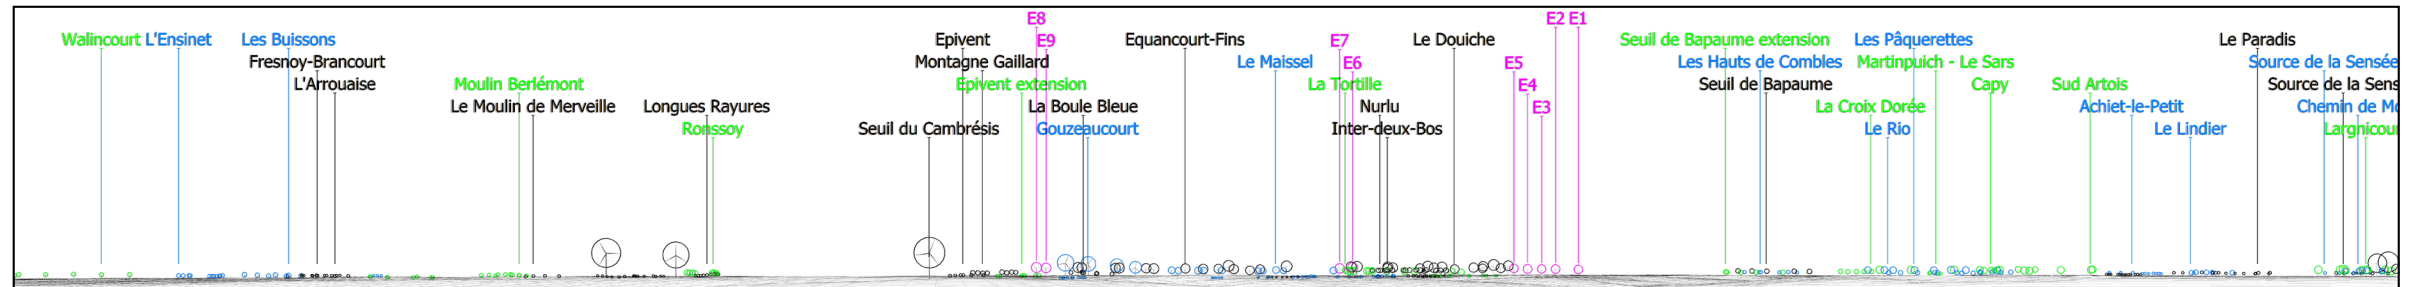 E8
E2 E1
Walincourt L'Ensinet Les Buissons Epivent E9 Equancourt-Fins E7 Le Douiche Seuil de Bapaume extension Les Pâquerettes Le Paradis
Fresnoy-Brancourt Montagne Gaillard Le Maissel E6 E5 Les Hauts de Combles Martinpuich - Le Sars Source de la Sensée
L'Arrouaise Moulin Berlémont Epivent extension La Tortille E4 Seuil de Bapaume Capy Sud Artois Source de la Sens
Le Moulin de Merveille Longues Rayures La Boule Bleue Nurlu E3 La Croix Dorée Achiet-le-Petit Chemin de
Ronssoy Seuil du Cambrésis Gouzeaucourt Inter-deux-Bos Le Rio Le Lindier Largnicour